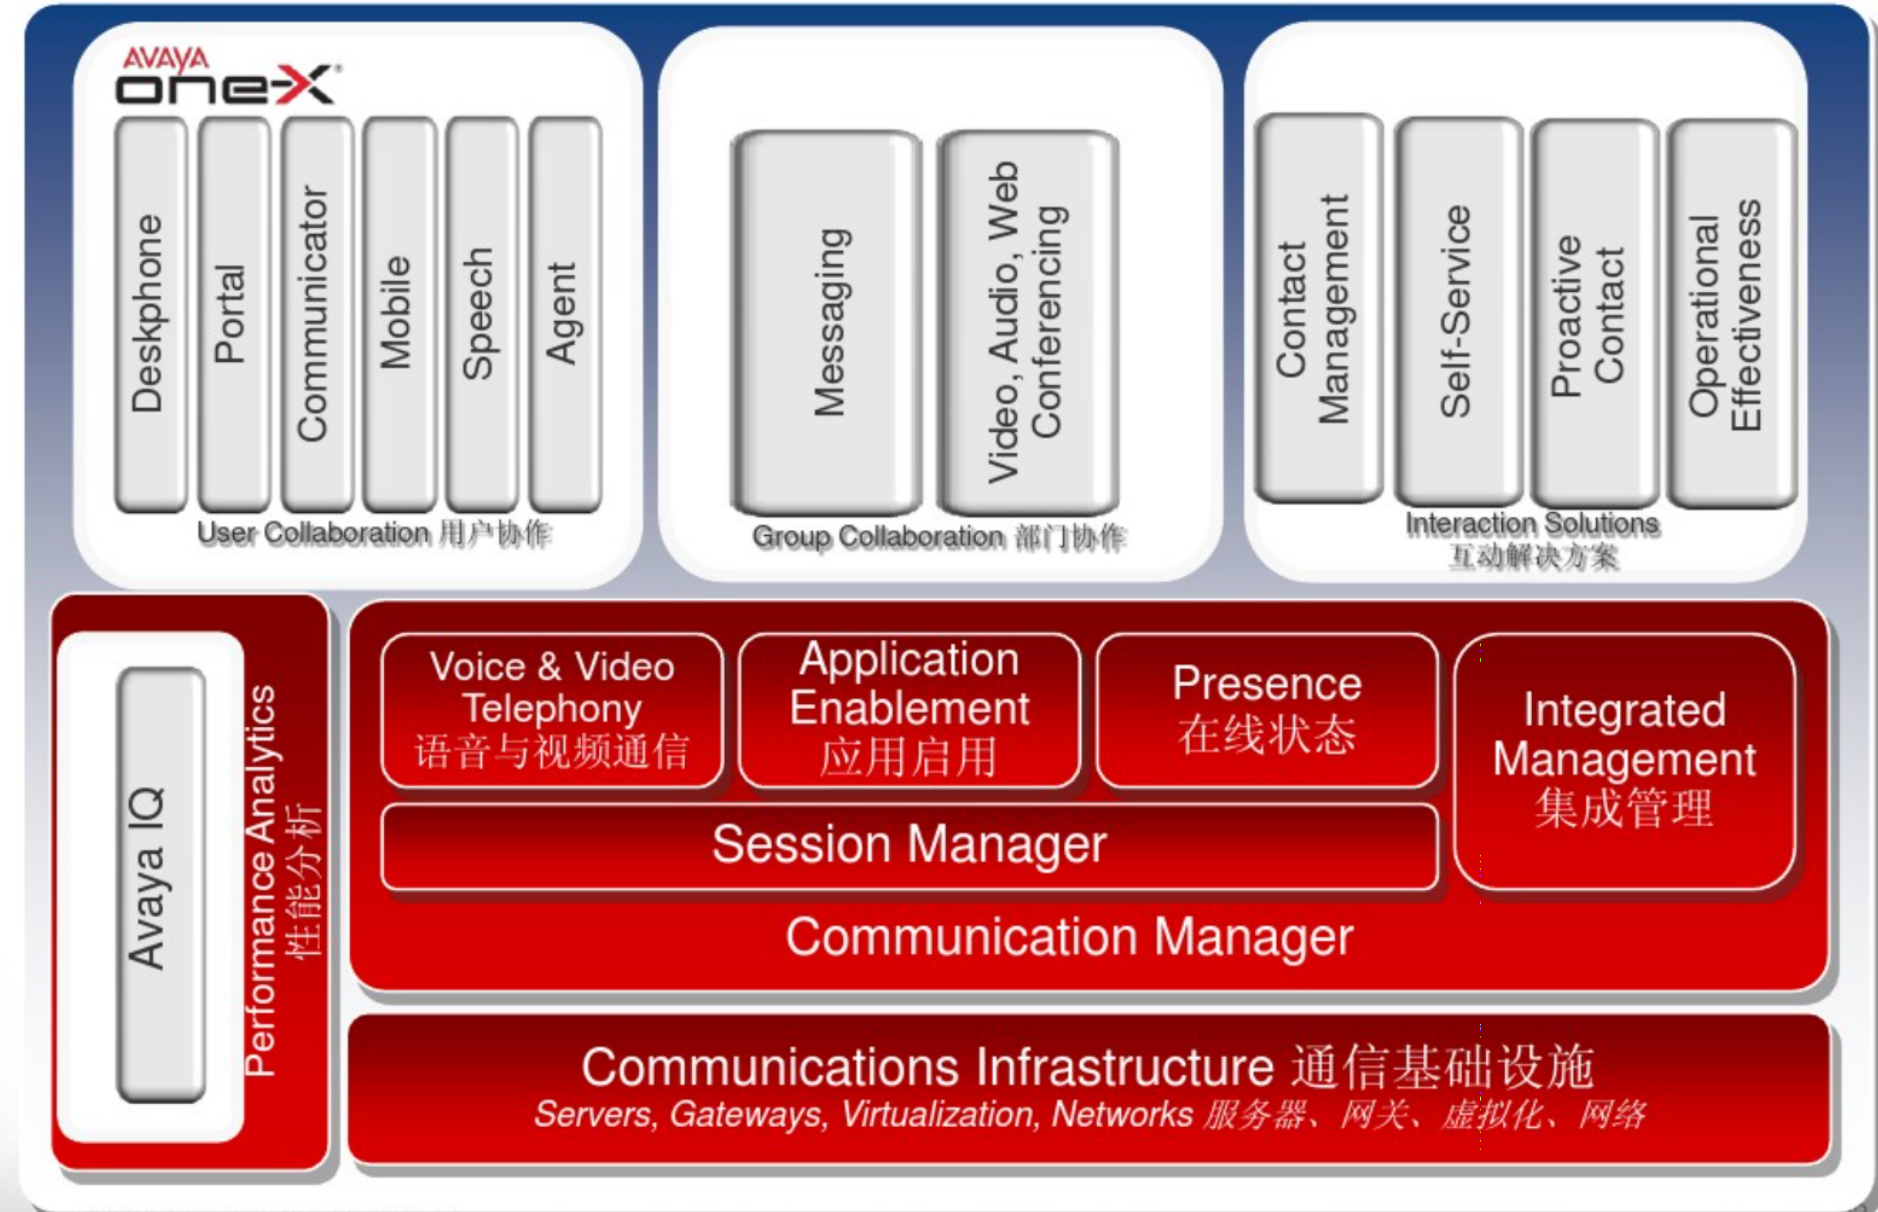 AVAYA
one-X®
Deskphone
Portal
Communicator
Mobile
Speech
Agent
User Collaboration 用户协作
Messaging
Video, Audio, Web
Conferencing
Group Collaboration 部门协作
Contact
Management
Self-Service
Proactive
Contact
Operational
Effectiveness
Interaction Solutions
互动解决方案
Avaya IQ
Performance Analytics
性能分析
Voice & Video
Telephony
语音与视频通信
Application
Enablement
应用启用
Presence
在线状态
Integrated
Management
集成管理
Session Manager
Communication Manager
Communications Infrastructure 通信基础设施
Servers, Gateways, Virtualization, Networks 服务器、网关、虚拟化、网络